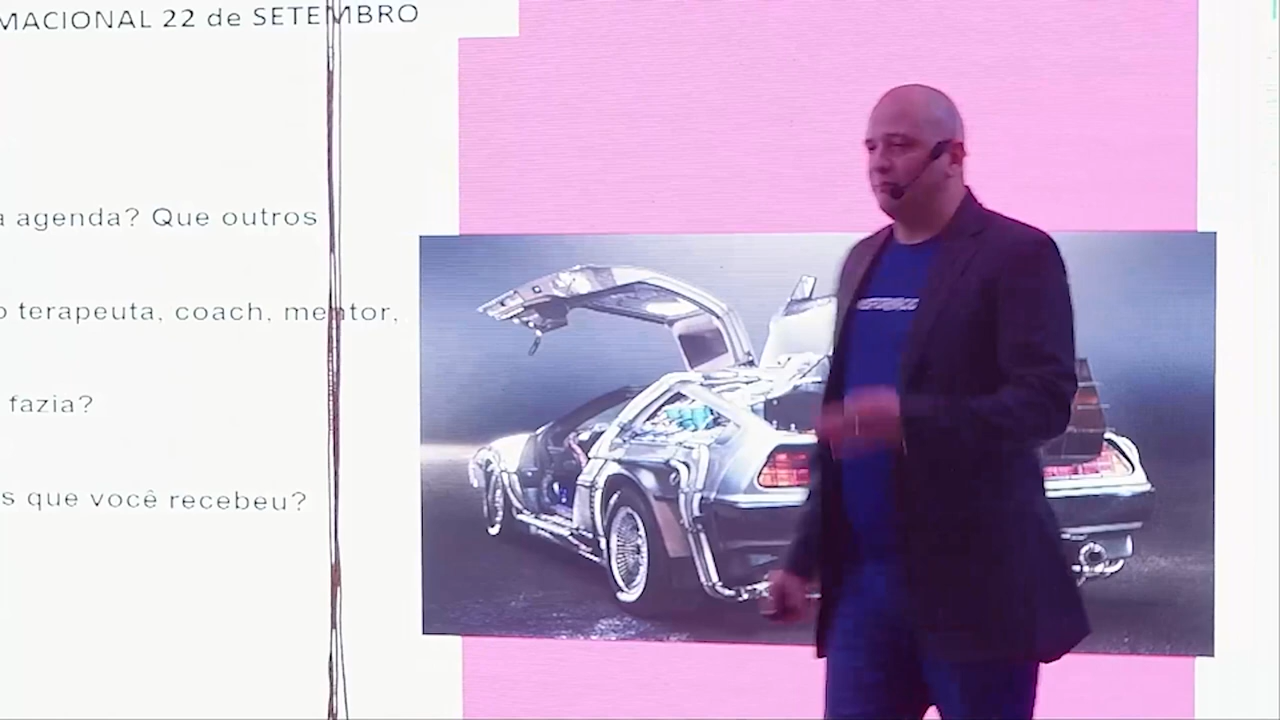 MACIONAL 22 de SETEMBRO
a agenda? Que outros
o terapeuta, coach, mentor,
fazia?
s que você recebeu?